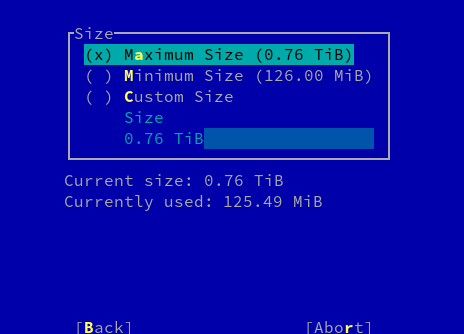 Size
(x) Maximum Size (0.76 TiB)
( ) Minimum Size (126.00 MiB)
( ) Custom Size
Size
0.76 TiB
Current size: 0.76 TiB
Currently used: 125.49 MiB
[Back] [Abort]